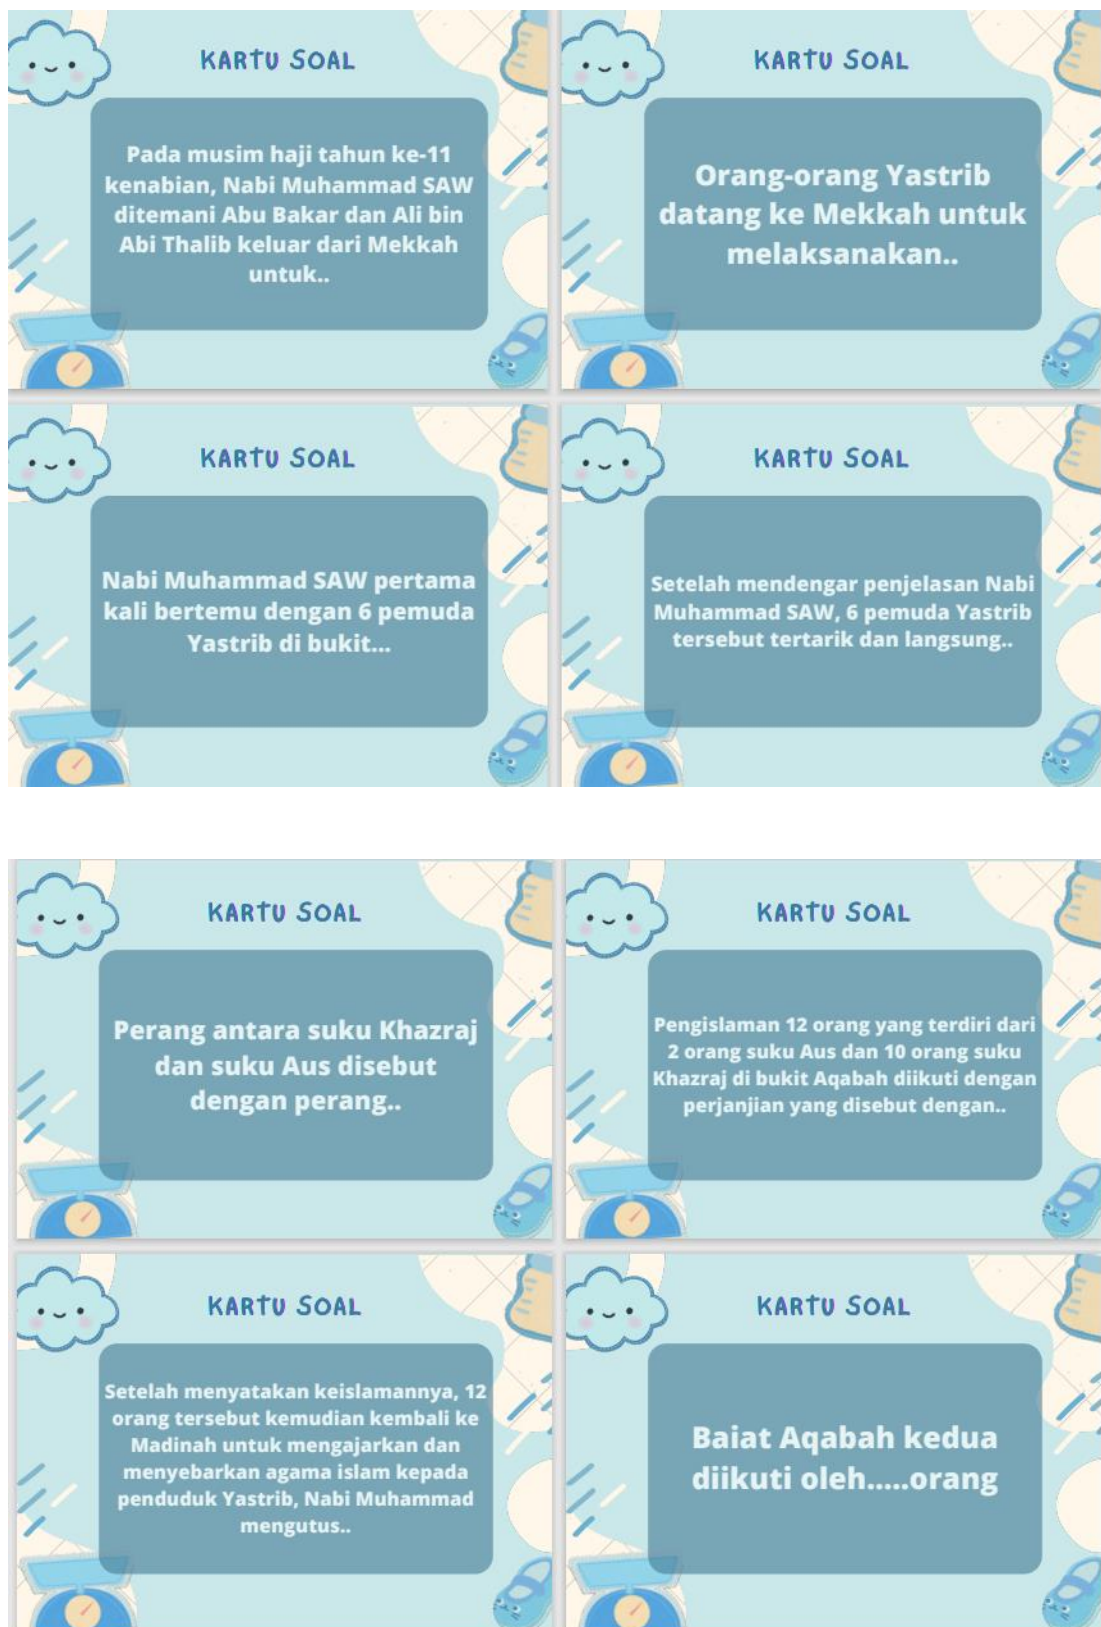 KARTU SOAL
Pada musim haji tahun ke-11
kenabian, Nabi Muhammad SAW
ditemani Abu Bakar dan Ali bin
Abi Thalib keluar dari Mekkah
untuk..
KARTU SOAL
Orang-orang Yastrib
datang ke Mekkah untuk
melaksanakan..
KARTU SOAL
Nabi Muhammad SAW pertama
kali bertemu dengan 6 pemuda
Yastrib di bukit...
KARTU SOAL
Setelah mendengar penjelasan Nabi
Muhammad SAW, 6 pemuda Yastrib
tersebut tertarik dan langsung..
KARTU SOAL
Perang antara suku Khazraj
dan suku Aus disebut
dengan perang..
KARTU SOAL
Pengislaman 12 orang yang terdiri dari
2 orang suku Aus dan 10 orang suku
Khazraj di bukit Aqabah diikuti dengan
perjanjian yang disebut dengan..
KARTU SOAL
Setelah menyatakan keislamannya, 12
orang tersebut kemudian kembali ke
Madinah untuk mengajarkan dan
menyebarkan agama islam kepada
penduduk Yastrib, Nabi Muhammad
mengutus..
KARTU SOAL
Baiat Aqabah kedua
diikuti oleh.....orang